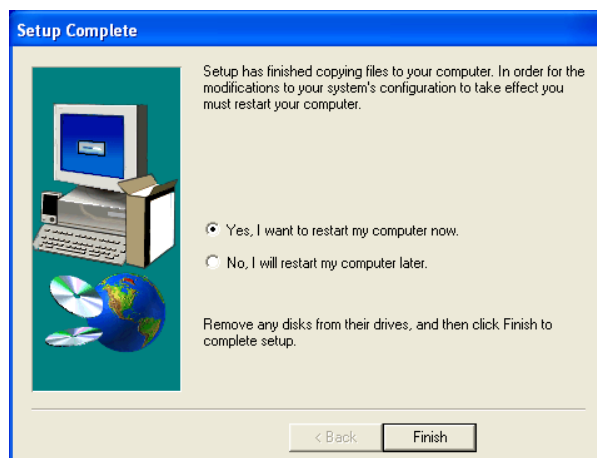 Setup Complete
Setup has finished copying files to your computer. In order for the
modifications to your system's configuration to take effect you
must restart your computer.
Yes, I want to restart my computer now.
No, I will restart my computer later.
Remove any disks from their drives, and then click Finish to
complete setup.
< Back
Finish